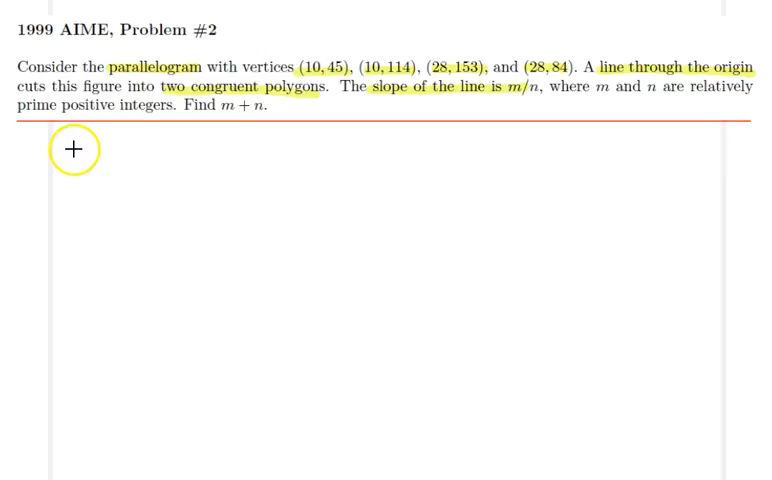 1999 AIME, Problem #2
Consider the parallelogram with vertices (10, 45), (10, 114), (28, 153), and (28, 84). A line through the origin
cuts this figure into two congruent polygons. The slope of the line is m/n, where m and n are relatively
prime positive integers. Find m + n.